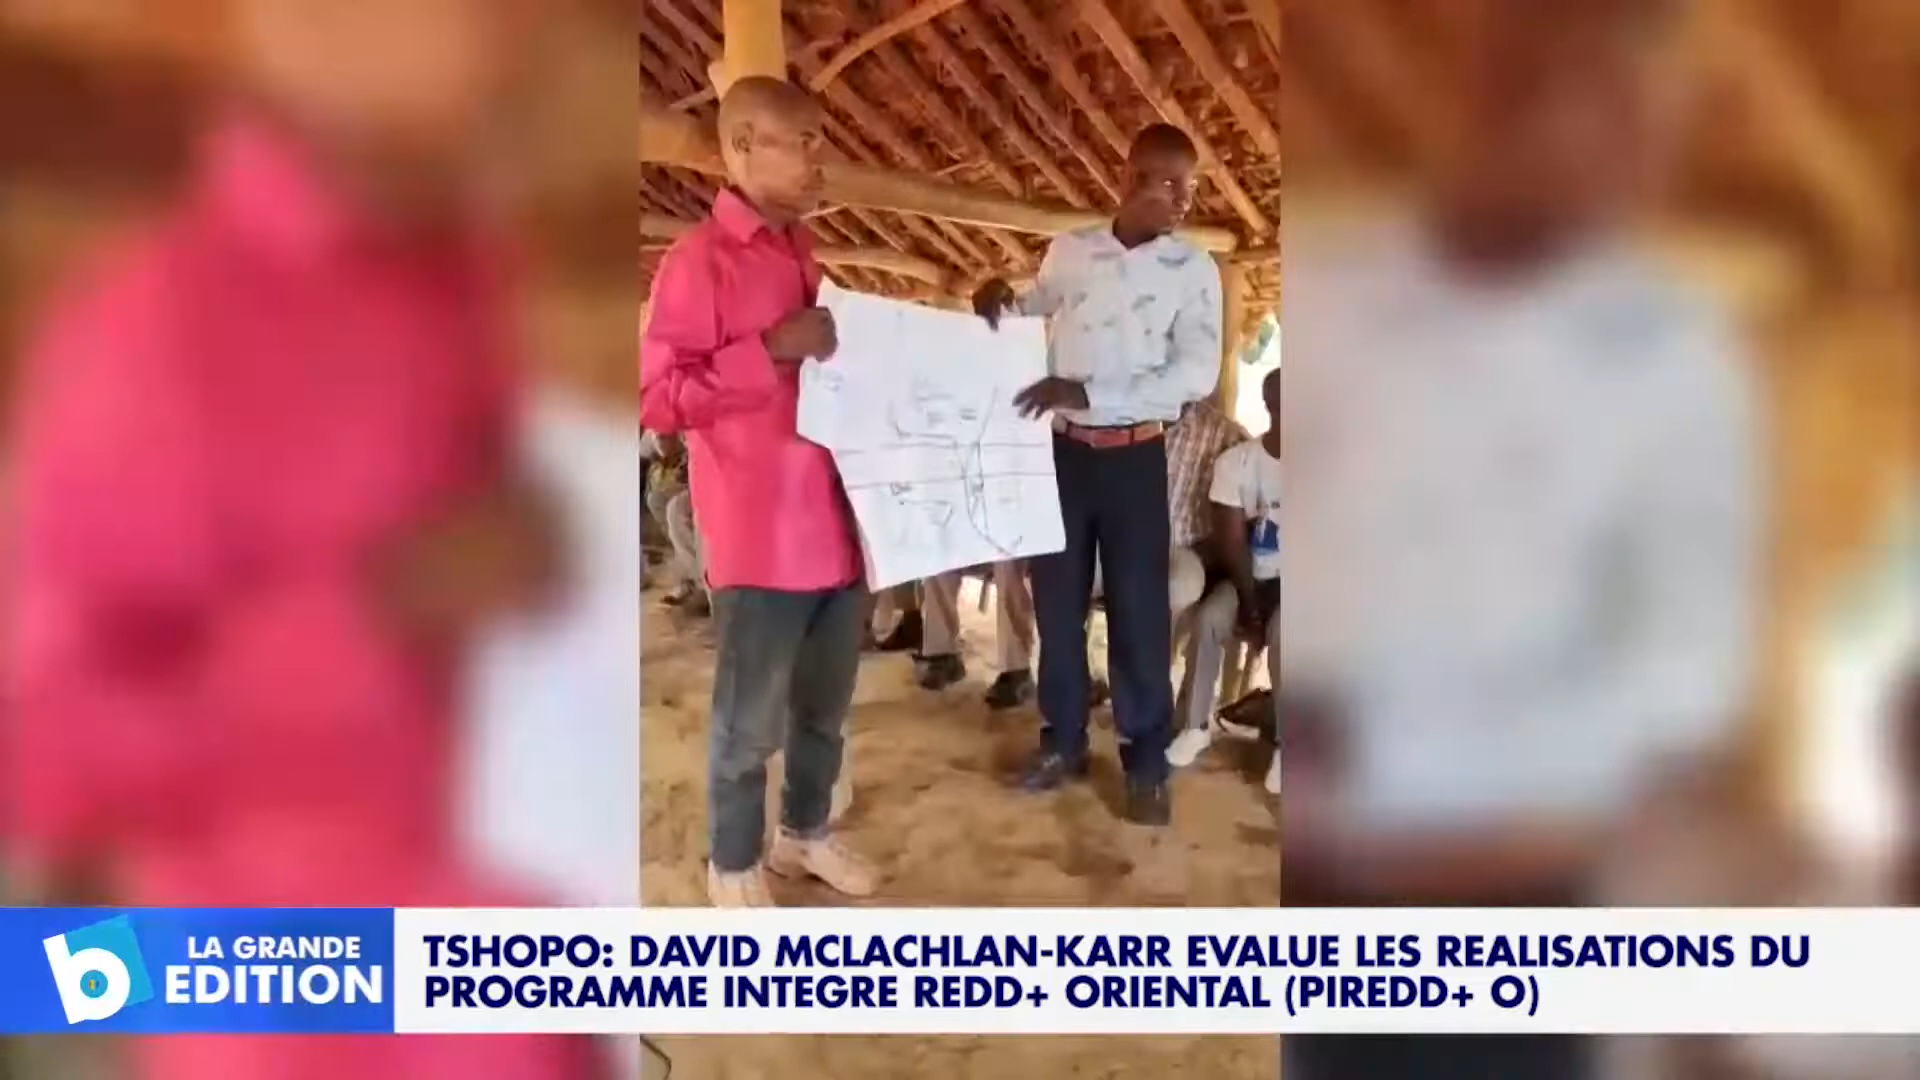 LA GRANDE
EDITION
TSHOPO: DAVID MCLACHLAN-KARR EVALUE LES REALISATIONS DU
PROGRAMME INTEGRE REDD+ ORIENTAL (PIREDD+ O)